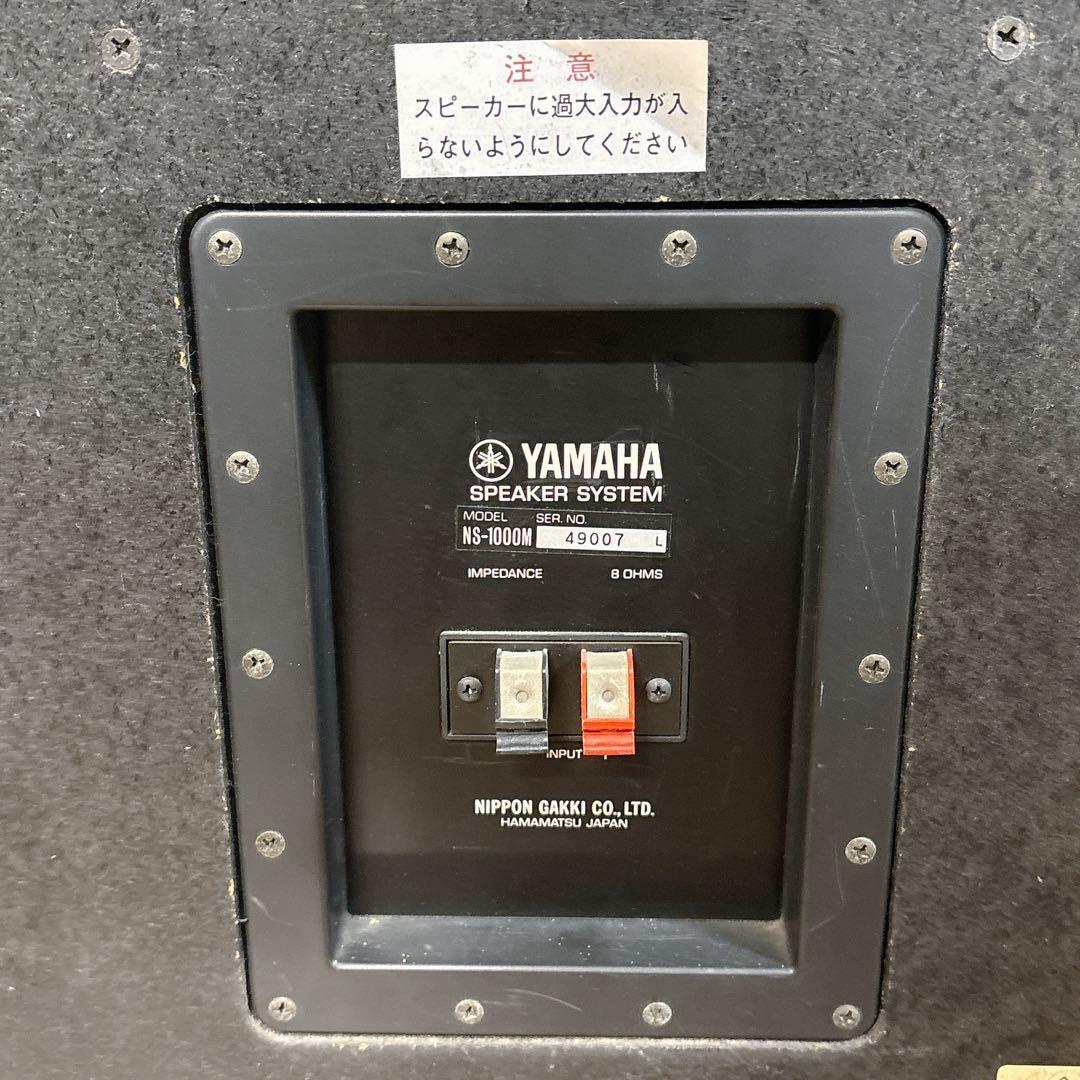 注 意
スピーカーに過大入力が入
らないようにしてください
YAMAHA
SPEAKER SYSTEM
MODEL SER. NO.
NS-1000M 49007 L
IMPEDANCE 8 OHMS
INPUT +
NIPPON GAKKI CO., LTD.
HAMAMATSU JAPAN